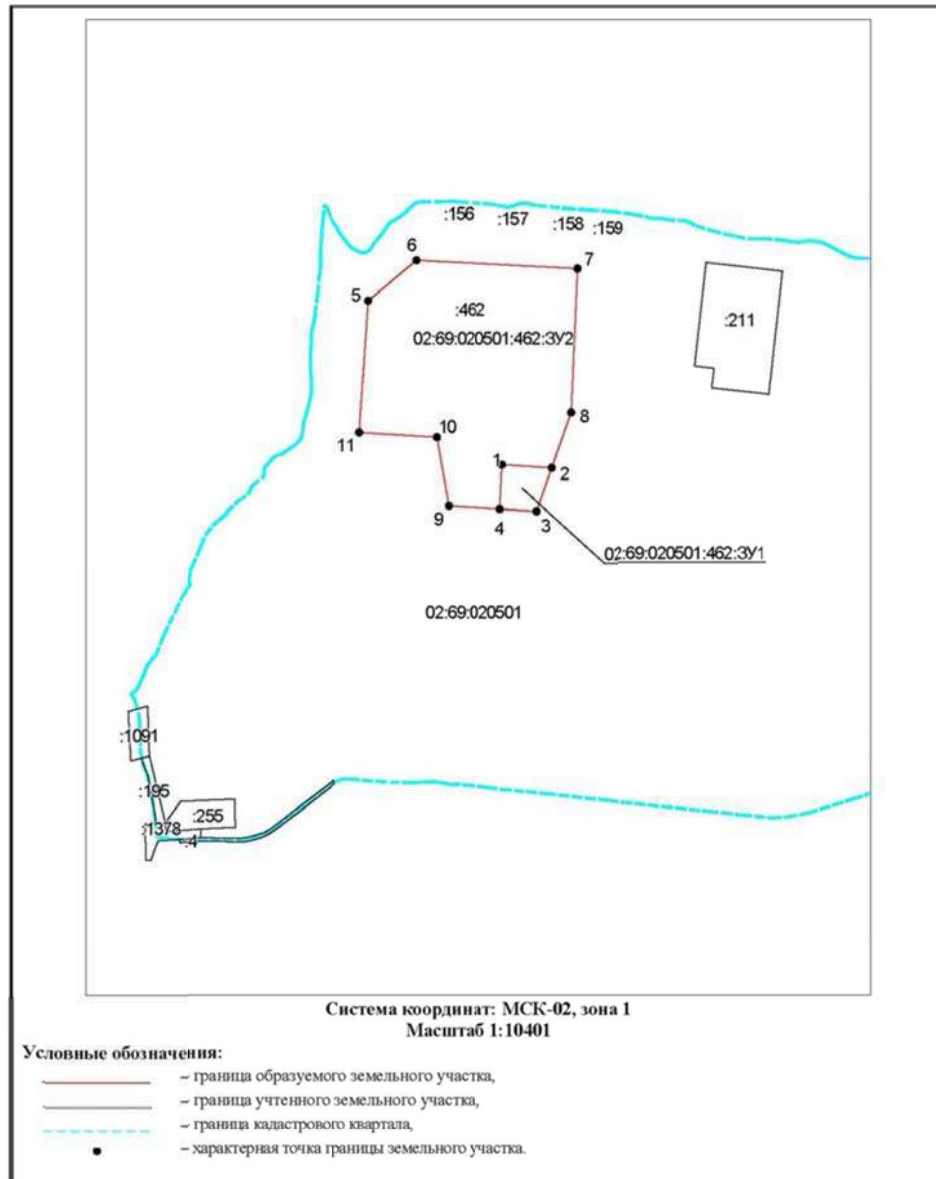 :156
:157
:158
:159
6
7
5
:462
:211
02:69:020501:462:ЗУ2
8
10
11
1
2
9
4
3
02:69:020501:462:ЗУ1
02:69:020501
:1091
:195
:255
:1378
:4
Система координат: МСК-02, зона 1
Масштаб 1:10401
Условные обозначения:
– граница образуемого земельного участка,
– граница учтенного земельного участка,
– граница кадастрового квартала,
– характерная точка границы земельного участка.